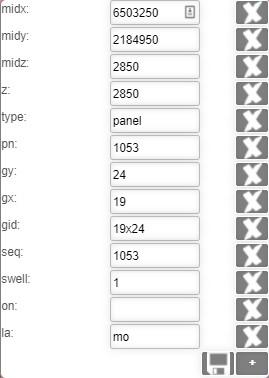 midx: 6503250
midy: 2184950
midz: 2850
z: 2850
type: panel
pn: 1053
gy: 24
gx: 19
gid: 19x24
seq: 1053
swell: 1
on:
la: mo
+